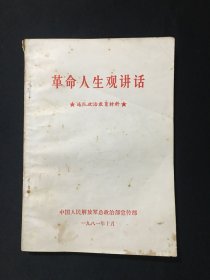 革命人生观讲话
★连队政治教育材料★
中国人民解放军总政治部宣传部
一九八一年十月